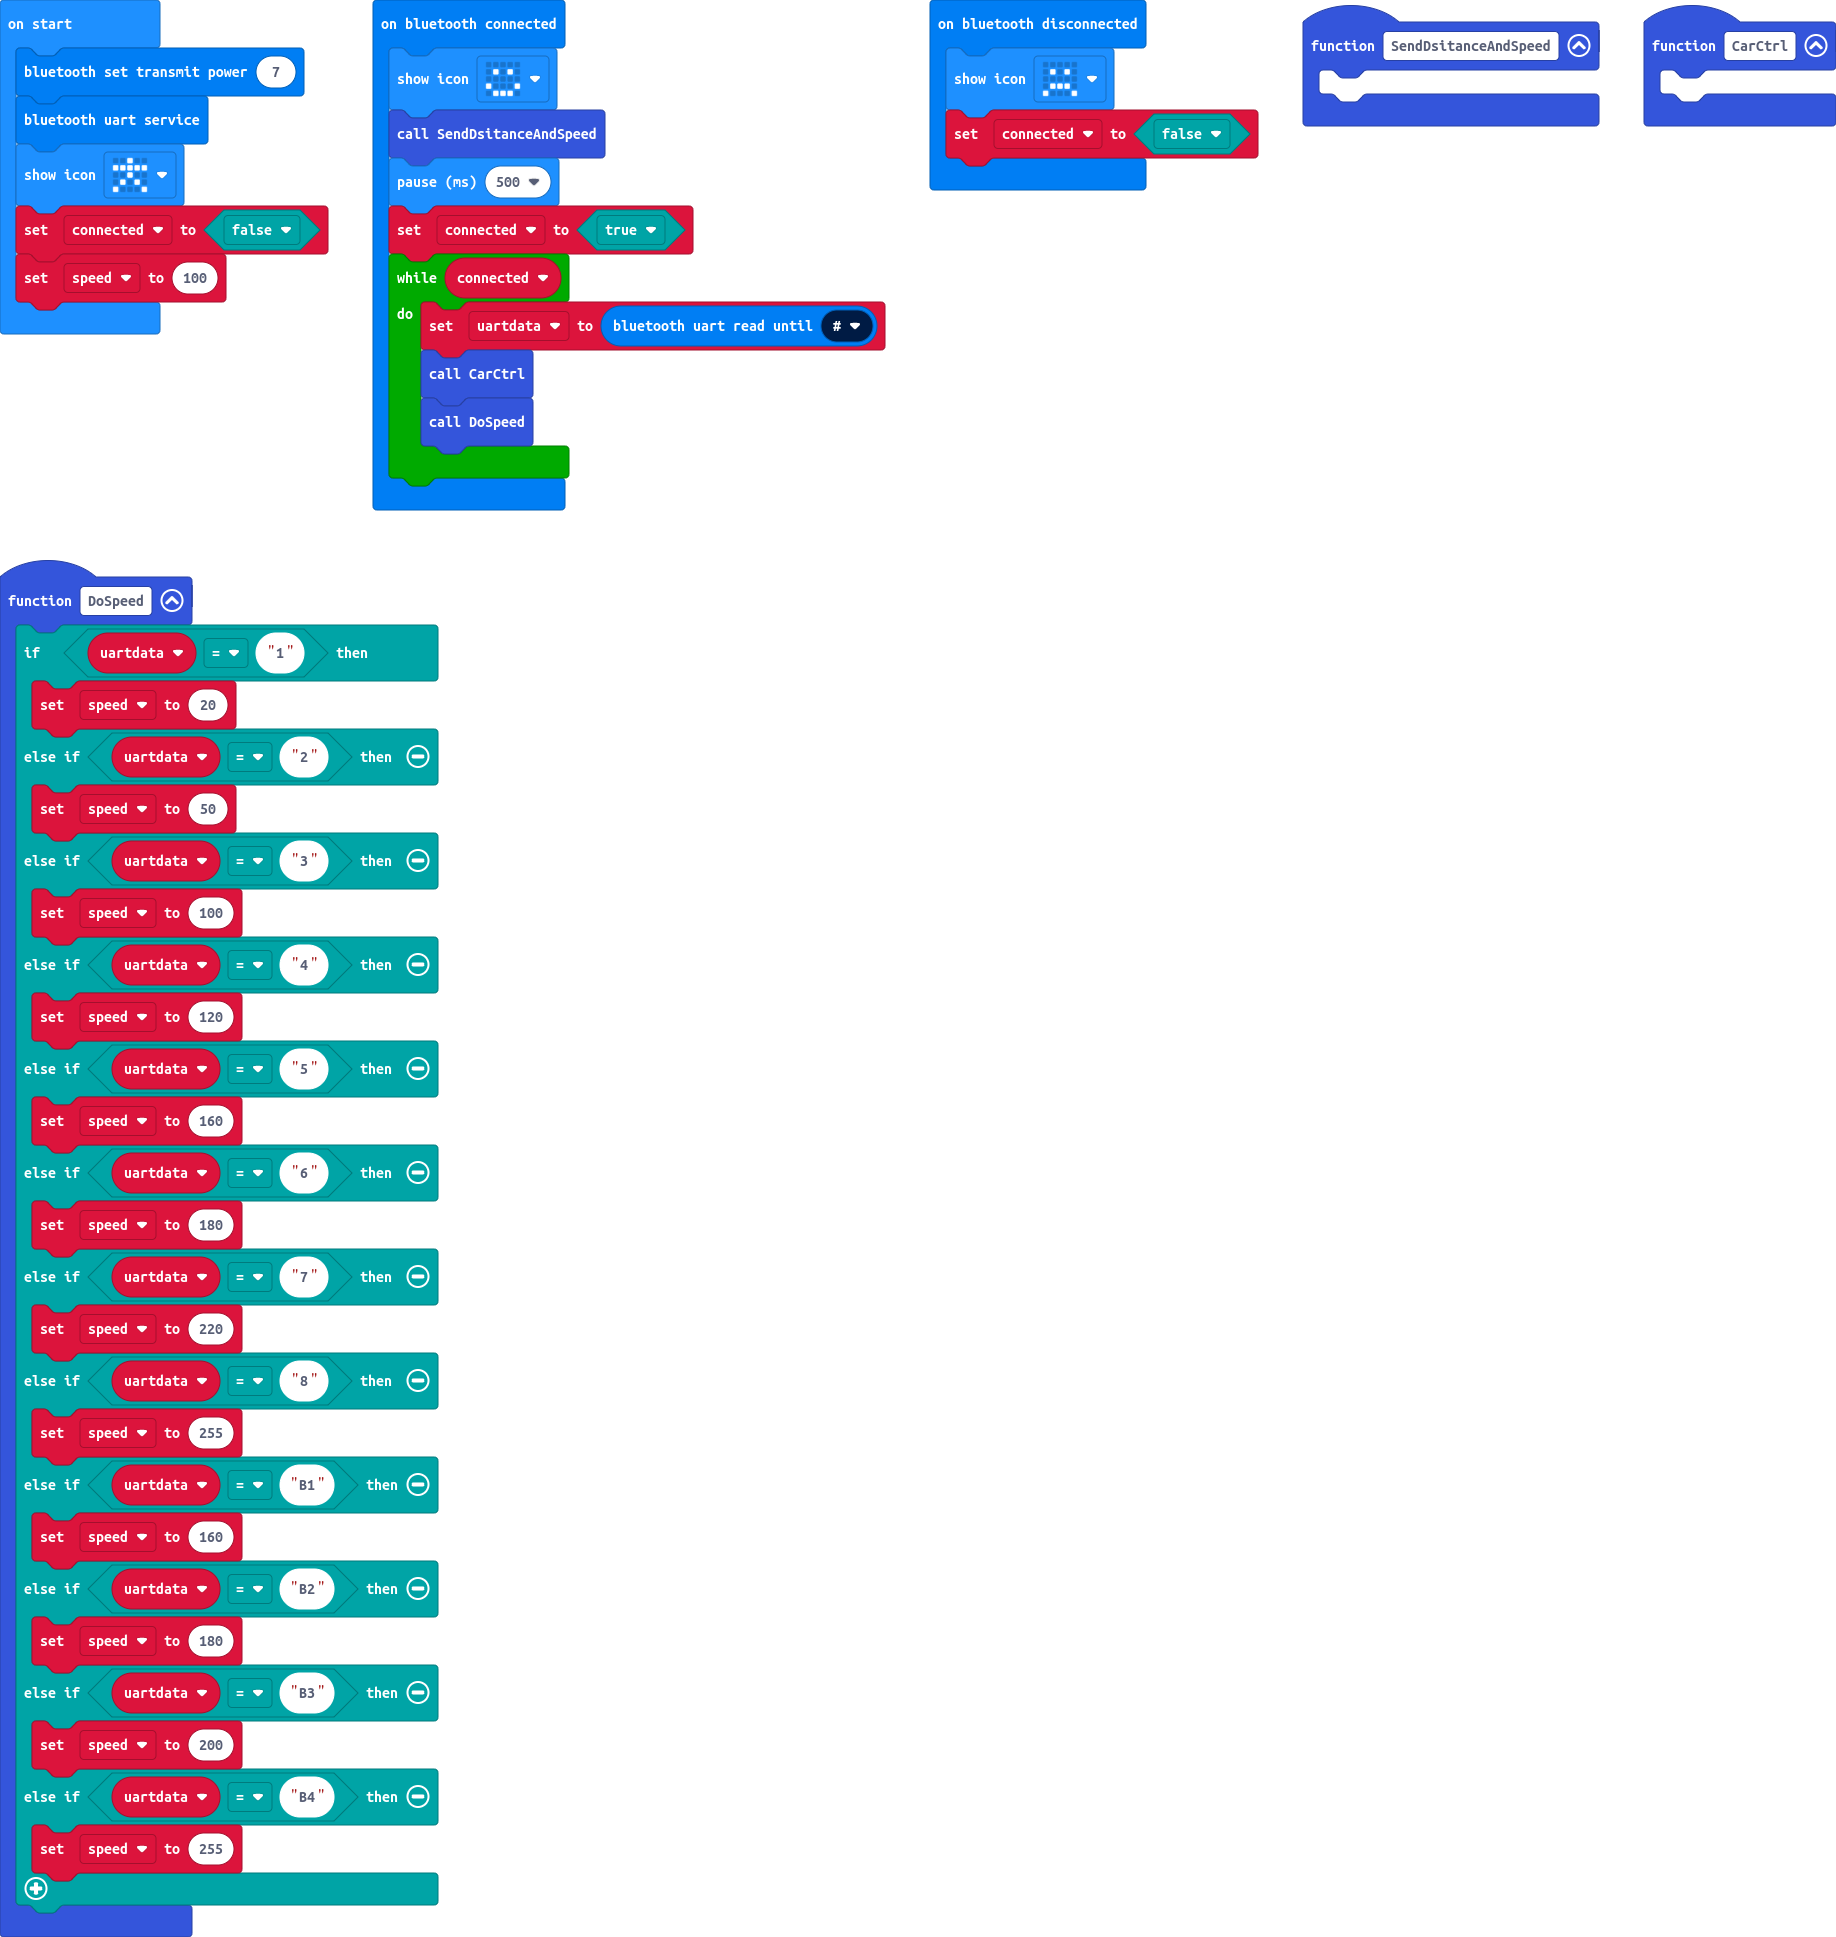 on start
bluetooth set transmit power 7
bluetooth uart service
show icon
set connected to false
set speed to 100
on bluetooth connected
show icon
call SendDsitanceAndSpeed
pause (ms) 500
set connected to true
while connected
do
set uartdata to bluetooth uart read until #
call CarCtrl
call DoSpeed
on bluetooth disconnected
show icon
set connected to false
function SendDsitanceAndSpeed
function CarCtrl
function DoSpeed
if uartdata = "1" then
set speed to 20
else if uartdata = "2" then
set speed to 50
else if uartdata = "3" then
set speed to 100
else if uartdata = "4" then
set speed to 120
else if uartdata = "5" then
set speed to 160
else if uartdata = "6" then
set speed to 180
else if uartdata = "7" then
set speed to 220
else if uartdata = "8" then
set speed to 255
else if uartdata = "B1" then
set speed to 160
else if uartdata = "B2" then
set speed to 180
else if uartdata = "B3" then
set speed to 200
else if uartdata = "B4" then
set speed to 255